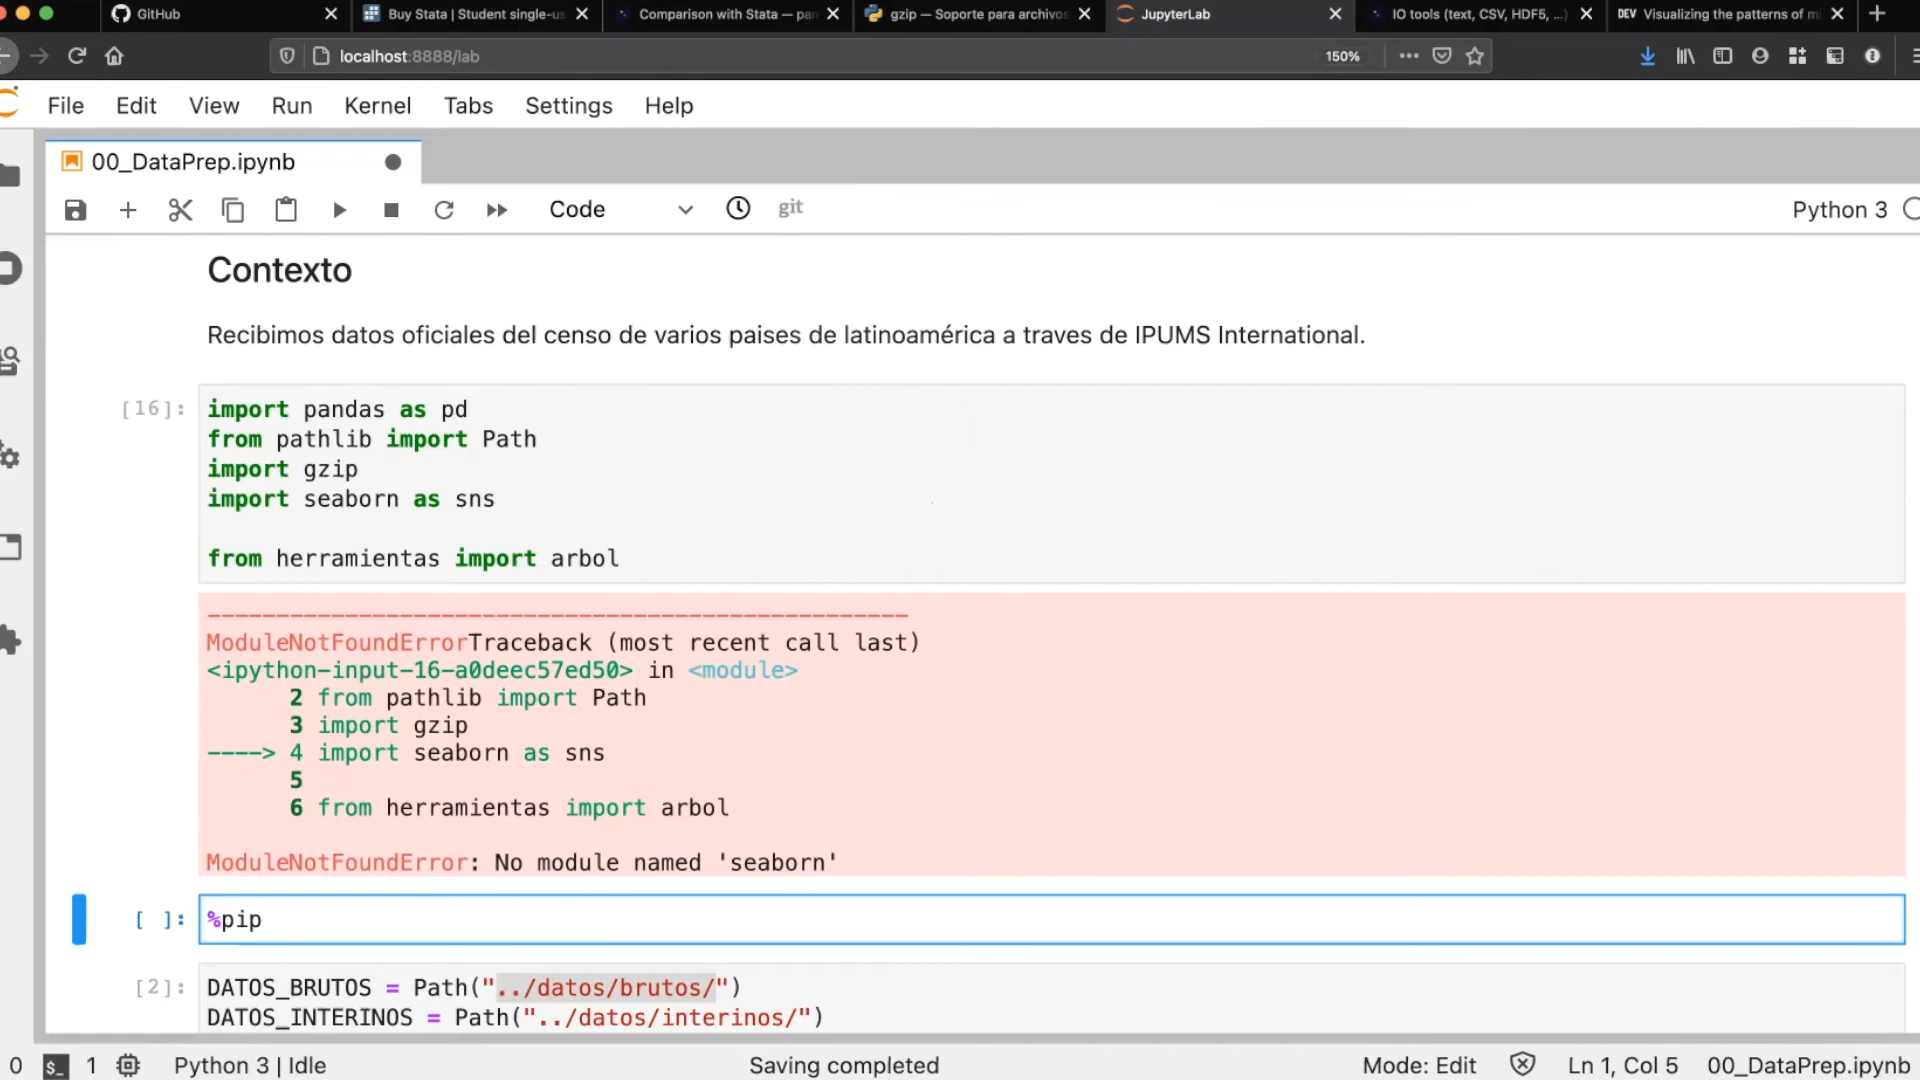 GitHub
Buy Stata | Student single-us
Comparison with Stata — pan
gzip — Soporte para archivos
JupyterLab
IO tools (text, CSV, HDF5, ...)
DEV Visualizing the patterns of mi
localhost:8888/lab
150%
File Edit View Run Kernel Tabs Settings Help
00_DataPrep.ipynb
Code
git
Python 3
Contexto
Recibimos datos oficiales del censo de varios paises de latinoamérica a traves de IPUMS International.
[16]: import pandas as pd
from pathlib import Path
import gzip
import seaborn as sns
from herramientas import arbol
ModuleNotFoundErrorTraceback (most recent call last)
<ipython-input-16-a0deec57ed50> in <module>
2 from pathlib import Path
3 import gzip
----> 4 import seaborn as sns
5
6 from herramientas import arbol
ModuleNotFoundError: No module named 'seaborn'
[ ]: %pip
[2]: DATOS_BRUTOS = Path("../datos/brutos/")
DATOS_INTERINOS = Path("../datos/interinos/")
0 $_ 1 Python 3 | Idle Saving completed Mode: Edit Ln 1, Col 5 00_DataPrep.ipynb